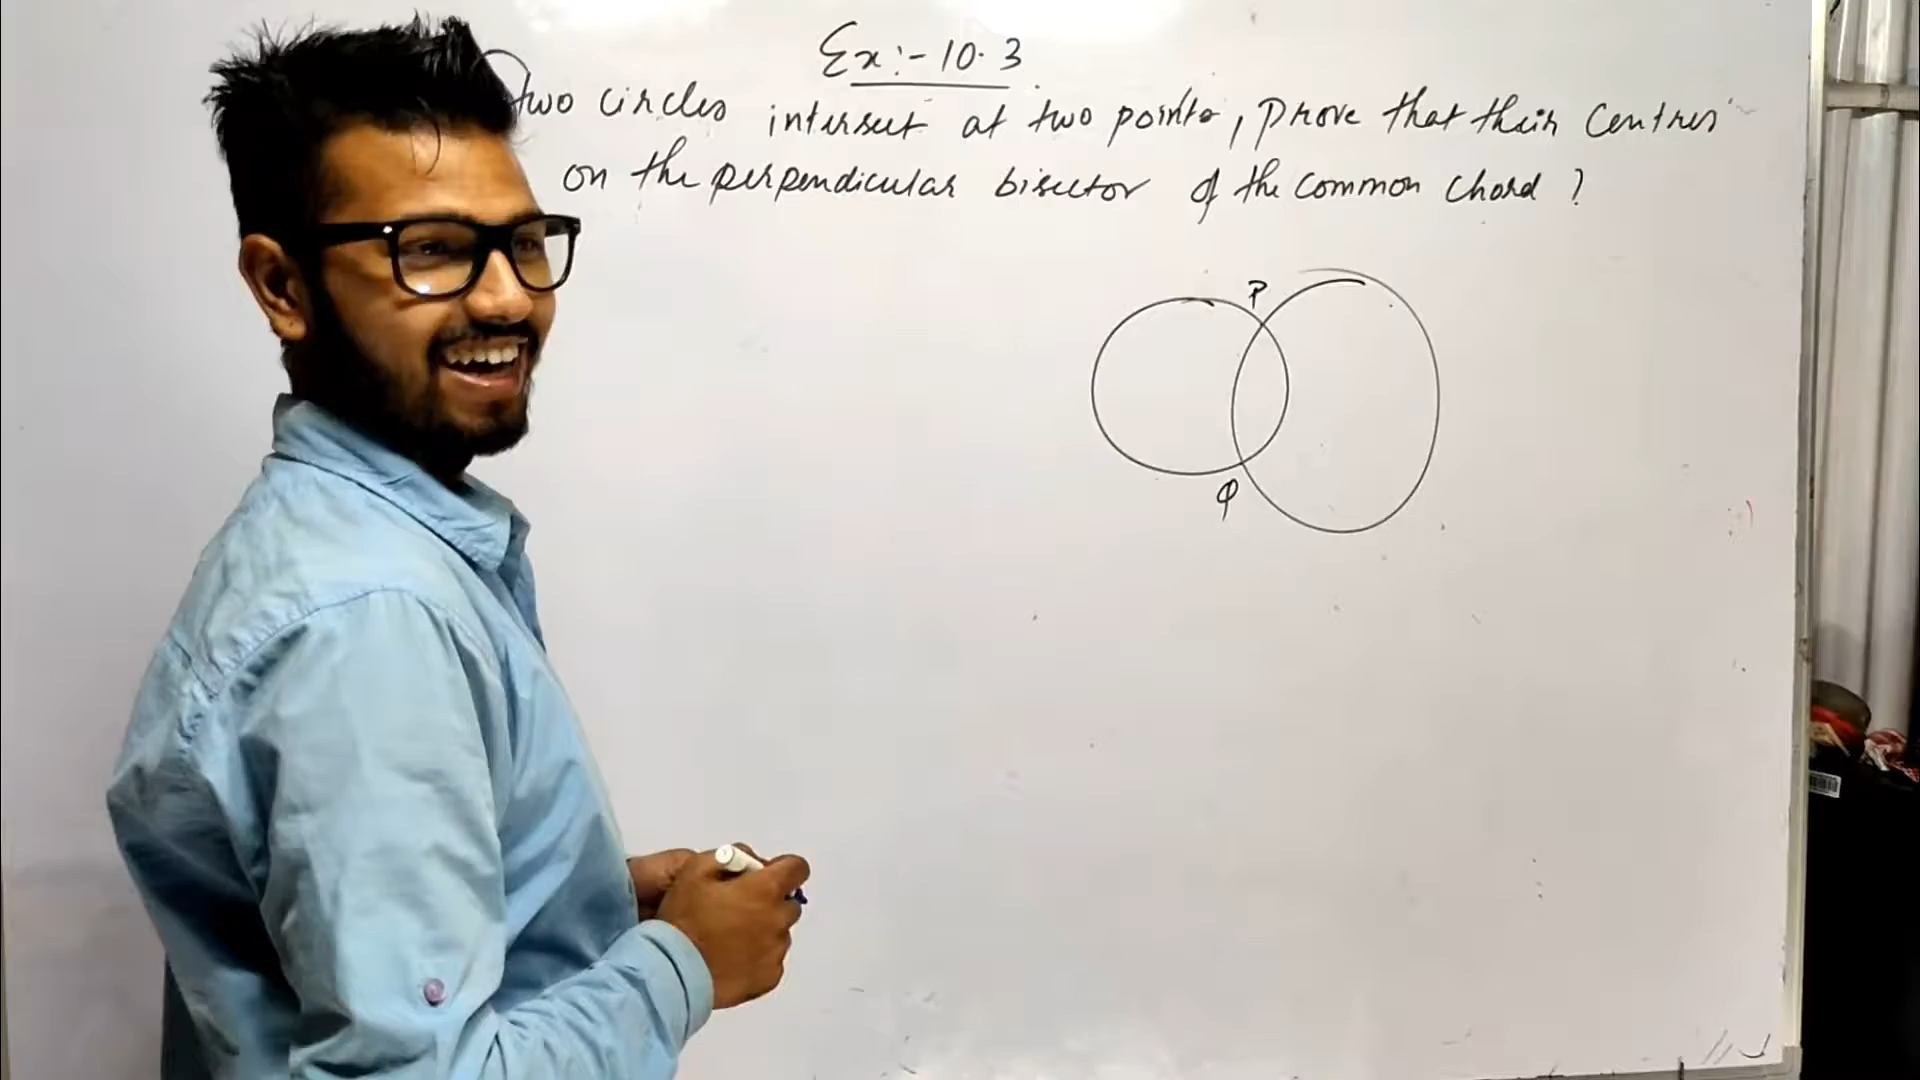 Ex:- 10.3
two circles intersect at two points, prove that their centres
on the perpendicular bisector of the common chord ?
P
Q